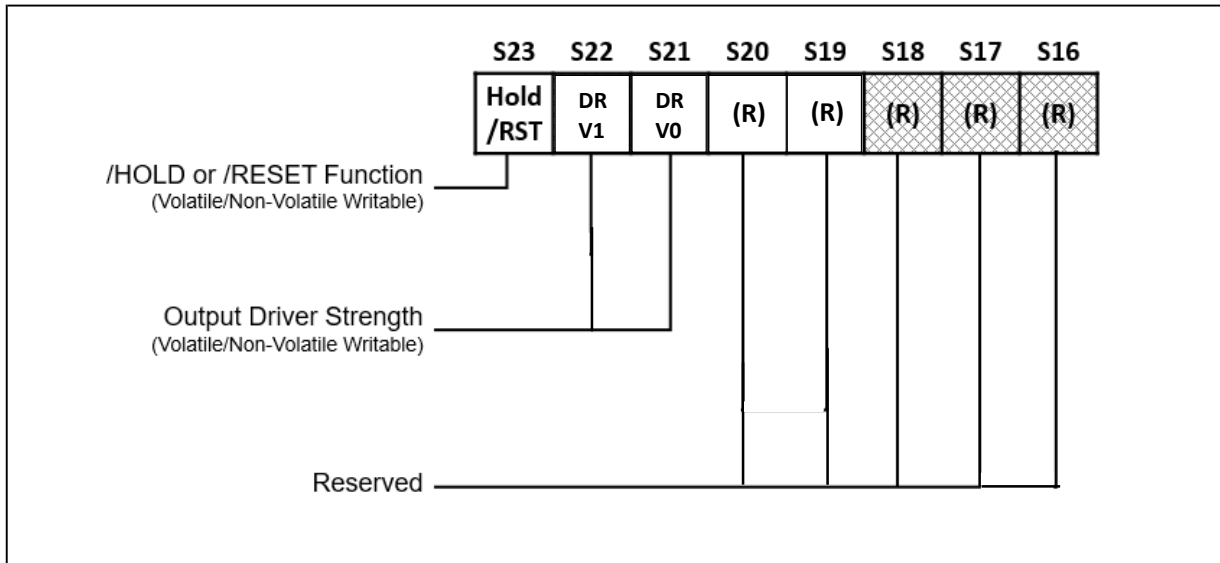 S23 S22 S21 S20 S19 S18 S17 S16
Hold /RST
DR V1
DR V0
(R)
(R)
(R)
(R)
(R)
/HOLD or /RESET Function
(Volatile/Non-Volatile Writable)
Output Driver Strength
(Volatile/Non-Volatile Writable)
Reserved